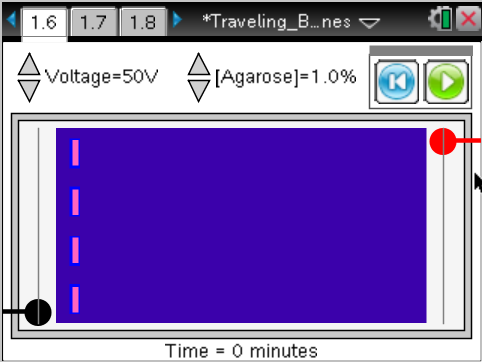 1.6 1.7 1.8 *Traveling_B…nes
Voltage=50V [Agarose]=1.0%
Time = 0 minutes